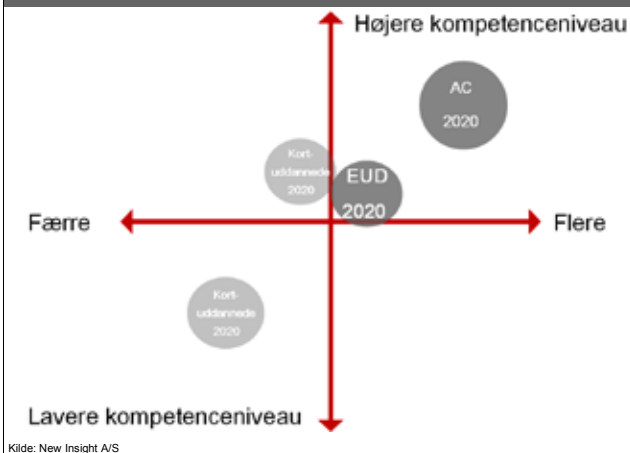 Højere kompetenceniveau
AC
2020
Kort-
uddannede
2020
EUD
2020
Færre
Flere
Kort-
uddannede
2020
Lavere kompetenceniveau
Kilde: New Insight A/S